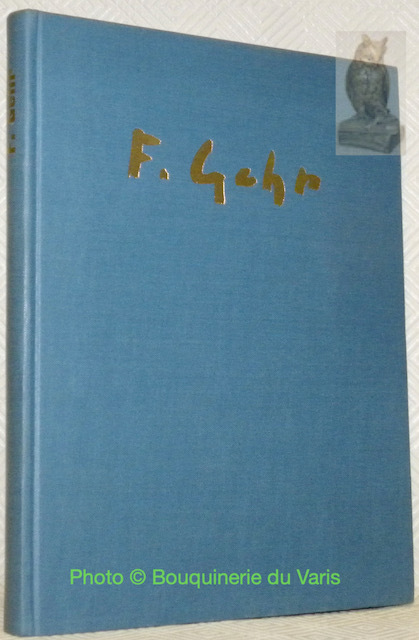 F. Gehr
Photo © Bouquinerie du Varis